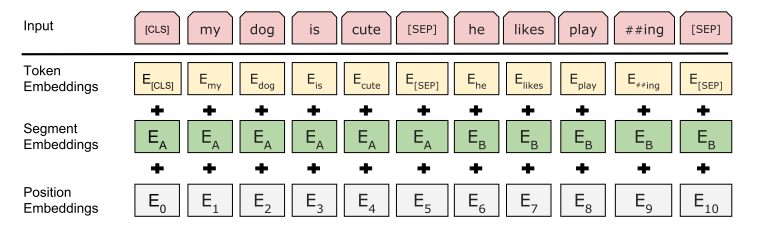 Input [CLS] my dog is cute [SEP] he likes play ##ing [SEP]
Token Embeddings E[CLS] Emy Edog Eis Ecute E[SEP] Ehe Elikes Eplay E##ing E[SEP]
+ + + + + + + + + + +
Segment Embeddings EA EA EA EA EA EA EB EB EB EB EB
+ + + + + + + + + + +
Position Embeddings E0 E1 E2 E3 E4 E5 E6 E7 E8 E9 E10